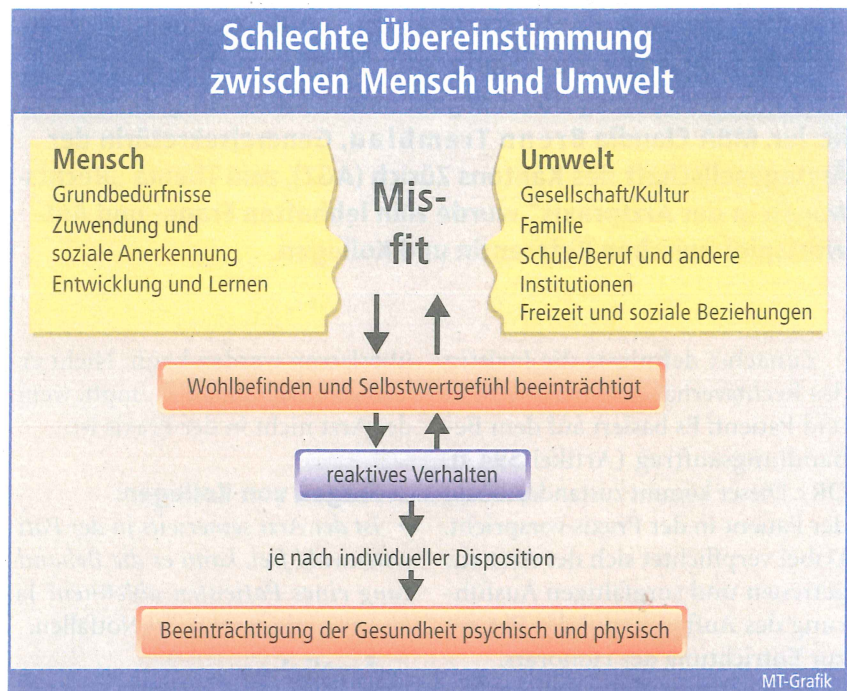 Schlechte Übereinstimmung
zwischen Mensch und Umwelt
Mensch
Grundbedürfnisse
Zuwendung und
soziale Anerkennung
Entwicklung und Lernen
Mis-
fit
Umwelt
Gesellschaft/Kultur
Familie
Schule/Beruf und andere
Institutionen
Freizeit und soziale Beziehungen
Wohlbefinden und Selbstwertgefühl beeinträchtigt
reaktives Verhalten
je nach individueller Disposition
Beeinträchtigung der Gesundheit psychisch und physisch
MT-Grafik